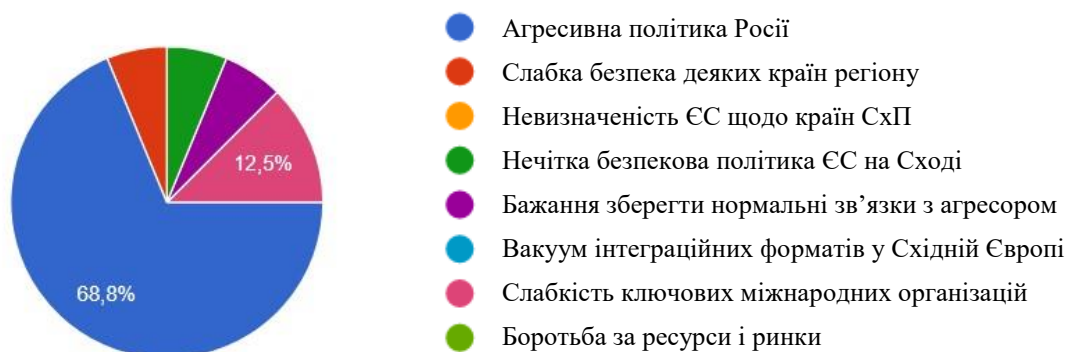 Агресивна політика Росії
Слабка безпека деяких країн регіону
Невизначеність ЄС щодо країн СхП
12,5%
Нечітка безпекова політика ЄС на Сході
Бажання зберегти нормальні зв’язки з агресором
Вакуум інтеграційних форматів у Східній Європі
68,8%
Слабкість ключових міжнародних організацій
Боротьба за ресурси і ринки